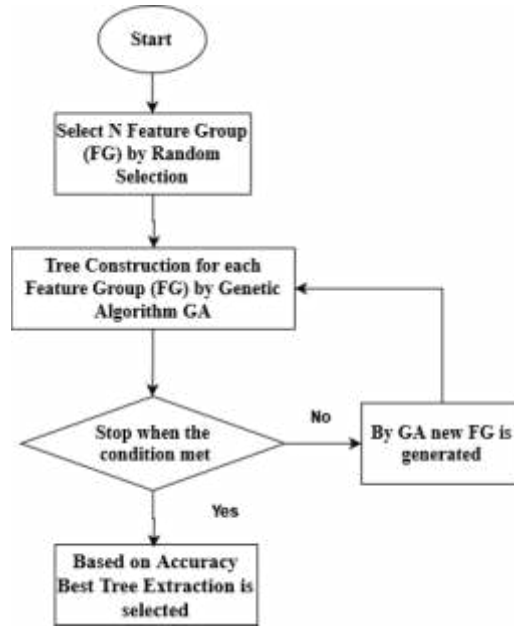 Start
Select N Feature Group
(FG) by Random
Selection
Tree Construction for each
Feature Group (FG) by Genetic
Algorithm GA
Stop when the
condition met
No
By GA new FG is
generated
Yes
Based on Accuracy
Best Tree Extraction is
selected